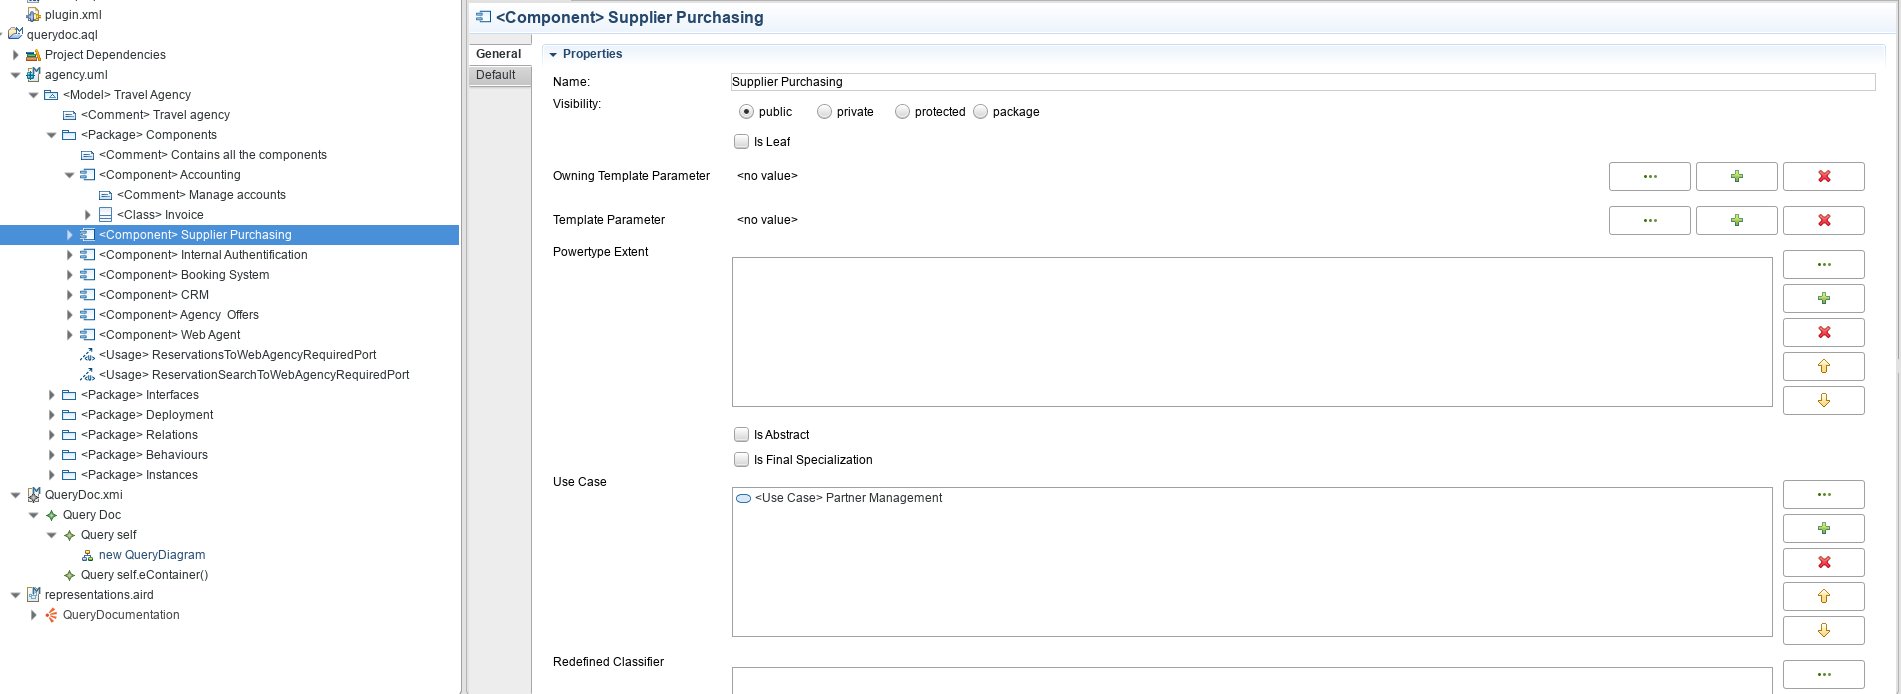 plugin.xml
querydoc.aql
Project Dependencies
agency.uml
<Model> Travel Agency
<Comment> Travel agency
<Package> Components
<Comment> Contains all the components
<Component> Accounting
<Comment> Manage accounts
<Class> Invoice
<Component> Supplier Purchasing
<Component> Internal Authentification
<Component> Booking System
<Component> CRM
<Component> Agency  Offers
<Component> Web Agent
<Usage> ReservationsToWebAgencyRequiredPort
<Usage> ReservationSearchToWebAgencyRequiredPort
<Package> Interfaces
<Package> Deployment
<Package> Relations
<Package> Behaviours
<Package> Instances
QueryDoc.xmi
Query Doc
Query self
new QueryDiagram
Query self.eContainer()
representations.aird
QueryDocumentation
<Component> Supplier Purchasing
General
Default
Properties
Name: Supplier Purchasing
Visibility:
public private protected package
Is Leaf
Owning Template Parameter <no value>
Template Parameter <no value>
Powertype Extent
Is Abstract
Is Final Specialization
Use Case
<Use Case> Partner Management
Redefined Classifier